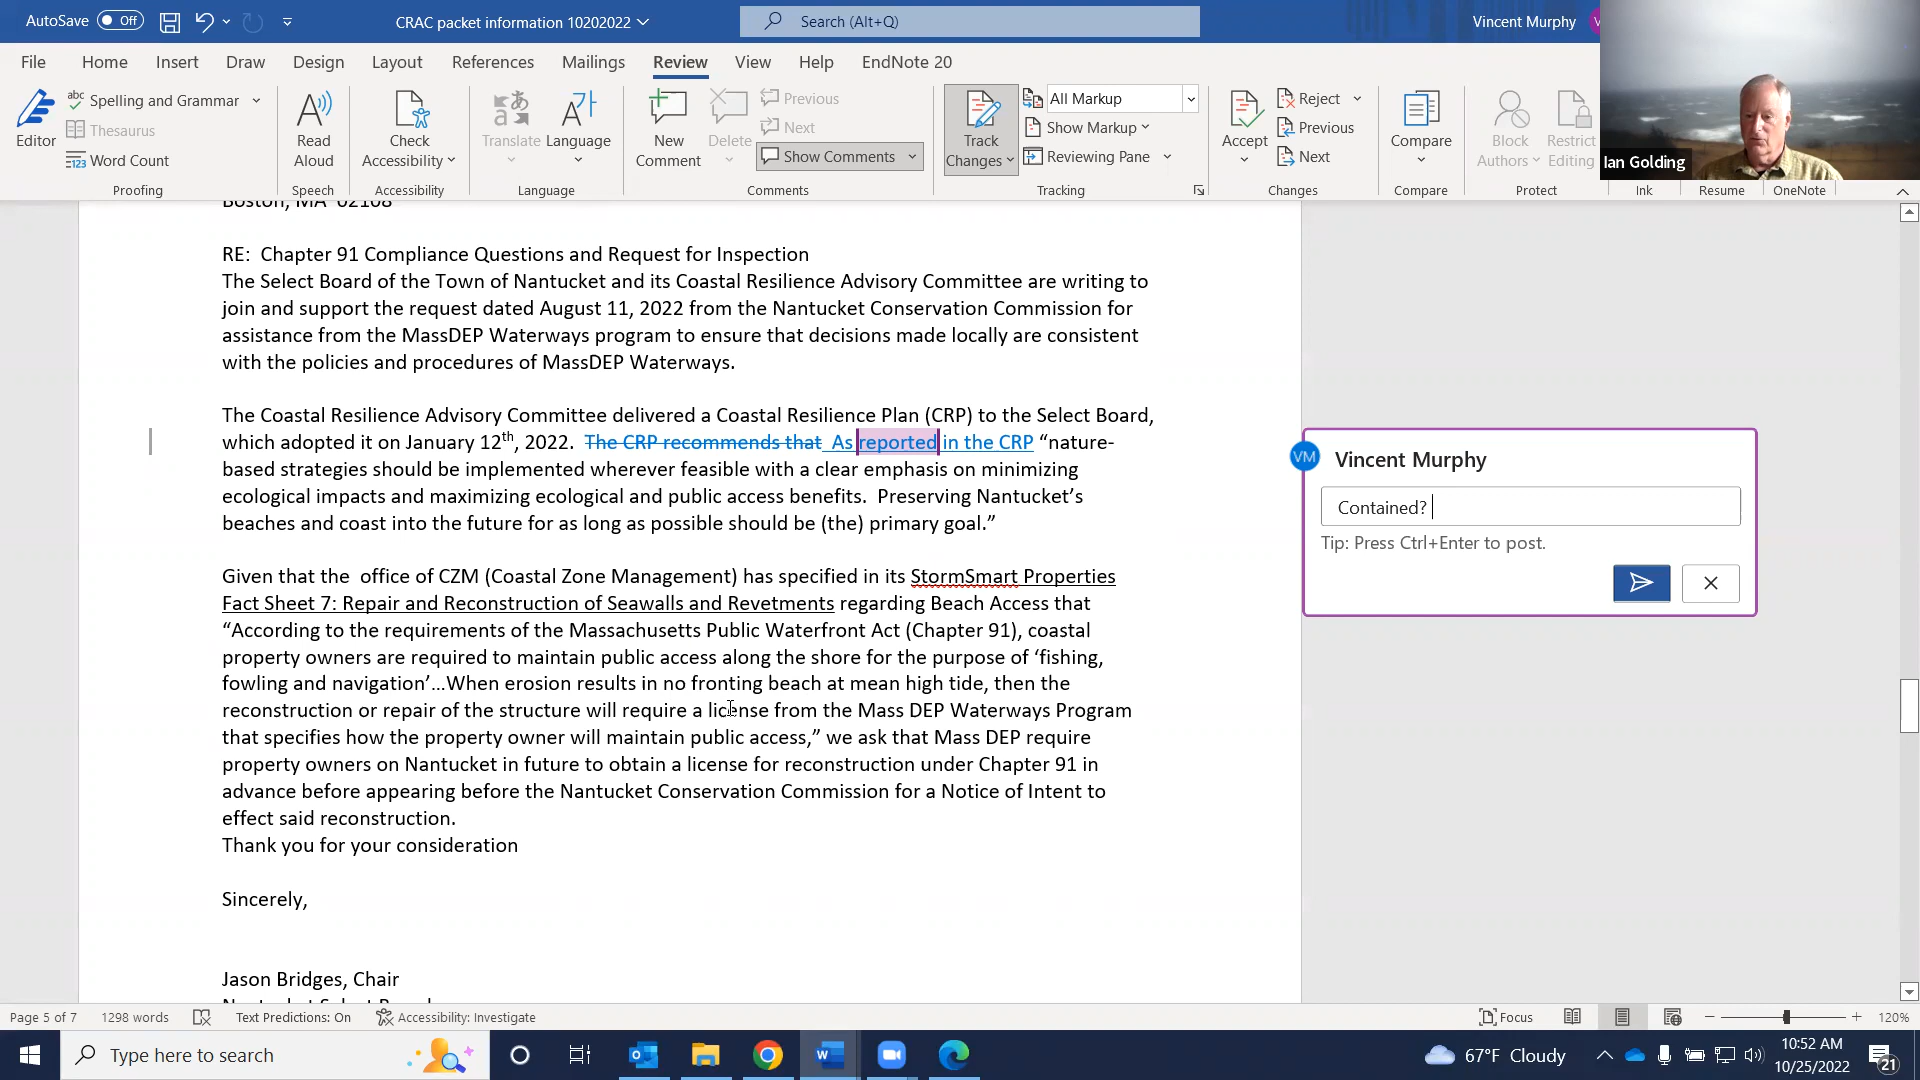 AutoSave Off
CRAC packet information 10202022
Search (Alt+Q)
Vincent Murphy
File Home Insert Draw Design Layout References Mailings Review View Help EndNote 20
Editor
abc Spelling and Grammar
Thesaurus
123 Word Count
Proofing
Read Aloud
Speech
Check Accessibility
Accessibility
Translate
Language
Language
New Comment
Delete
Previous
Next
Show Comments
Comments
Track Changes
All Markup
Show Markup
Reviewing Pane
Tracking
Accept
Reject
Previous
Next
Changes
Compare
Compare
Block Authors
Restrict Editing
Protect
Ink
Resume
OneNote
Ian Golding
Boston, MA 02108
RE: Chapter 91 Compliance Questions and Request for Inspection
The Select Board of the Town of Nantucket and its Coastal Resilience Advisory Committee are writing to
join and support the request dated August 11, 2022 from the Nantucket Conservation Commission for
assistance from the MassDEP Waterways program to ensure that decisions made locally are consistent
with the policies and procedures of MassDEP Waterways.
The Coastal Resilience Advisory Committee delivered a Coastal Resilience Plan (CRP) to the Select Board,
which adopted it on January 12th, 2022. The CRP recommends that As reported in the CRP “nature-
based strategies should be implemented wherever feasible with a clear emphasis on minimizing
ecological impacts and maximizing ecological and public access benefits. Preserving Nantucket’s
beaches and coast into the future for as long as possible should be (the) primary goal.”
Given that the office of CZM (Coastal Zone Management) has specified in its StormSmart Properties
Fact Sheet 7: Repair and Reconstruction of Seawalls and Revetments regarding Beach Access that
“According to the requirements of the Massachusetts Public Waterfront Act (Chapter 91), coastal
property owners are required to maintain public access along the shore for the purpose of ‘fishing,
fowling and navigation’…When erosion results in no fronting beach at mean high tide, then the
reconstruction or repair of the structure will require a license from the Mass DEP Waterways Program
that specifies how the property owner will maintain public access,” we ask that Mass DEP require
property owners on Nantucket in future to obtain a license for reconstruction under Chapter 91 in
advance before appearing before the Nantucket Conservation Commission for a Notice of Intent to
effect said reconstruction.
Thank you for your consideration
Sincerely,
Jason Bridges, Chair
Nantucket Select Board
VM Vincent Murphy
Contained?
Tip: Press Ctrl+Enter to post.
Page 5 of 7 1298 words Text Predictions: On Accessibility: Investigate
Focus
120%
Type here to search
67°F Cloudy
10:52 AM
10/25/2022
21